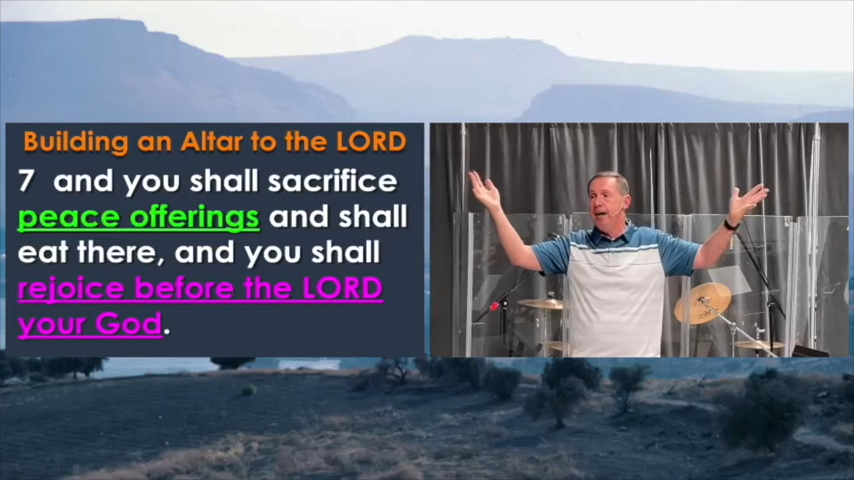 Building an Altar to the LORD
7 and you shall sacrifice
peace offerings and shall
eat there, and you shall
rejoice before the LORD
your God.